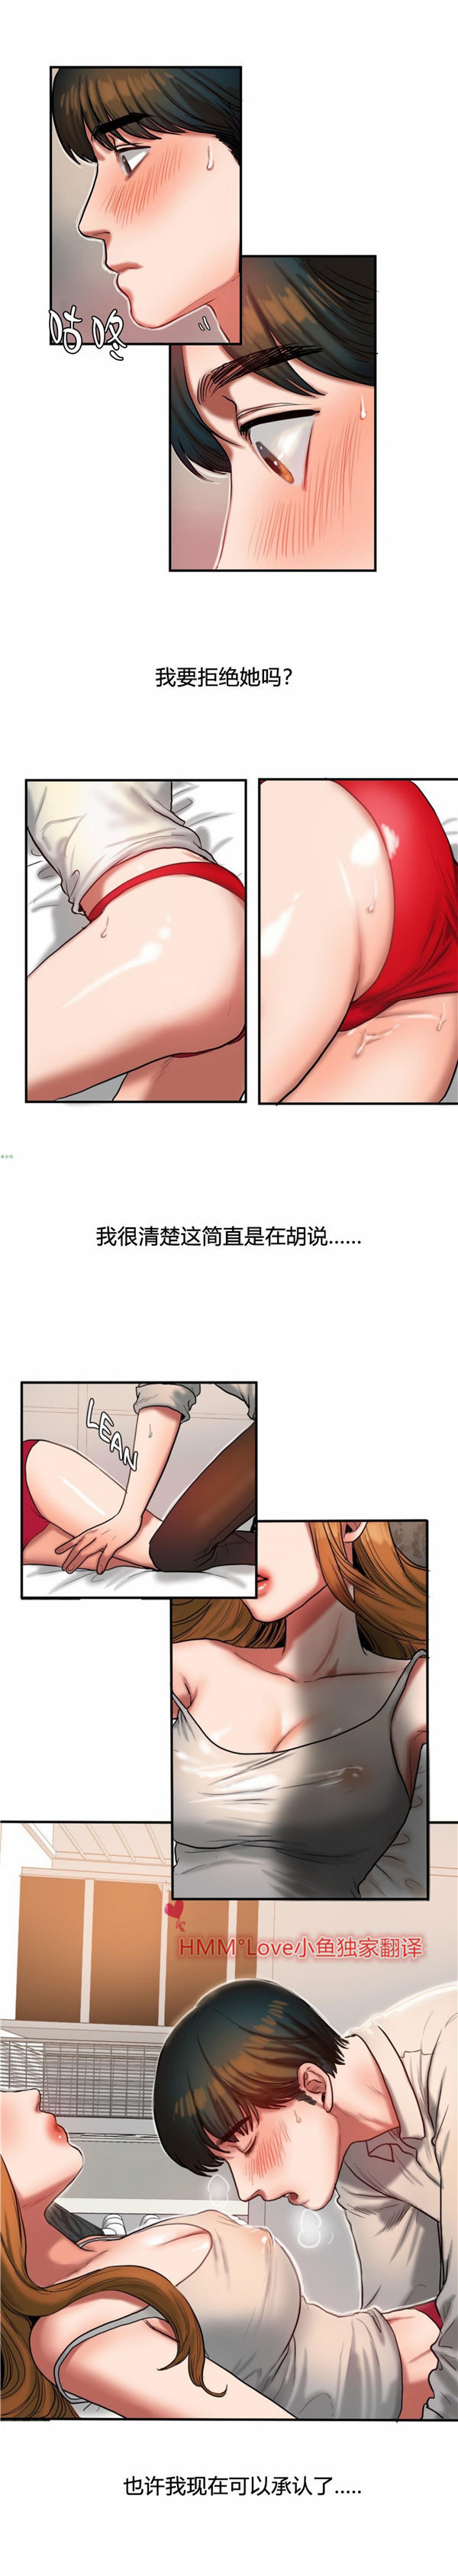 咕咚
我要拒绝她吗?
我很清楚这简直是在胡说......
LEAN
HMM°Love小鱼独家翻译
也许我现在可以承认了.....